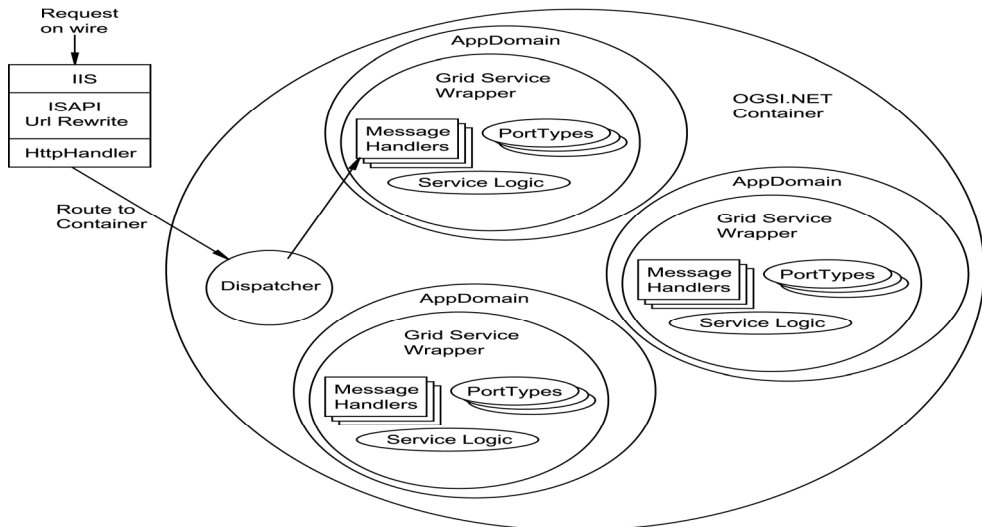 Request
on wire
IIS
ISAPI
Url Rewrite
HttpHandler
Route to
Container
Dispatcher
OGSI.NET
Container
AppDomain
Grid Service
Wrapper
Message
Handlers
PortTypes
Service Logic
AppDomain
Grid Service
Wrapper
Message
Handlers
PortTypes
Service Logic
AppDomain
Grid Service
Wrapper
Message
Handlers
PortTypes
Service Logic